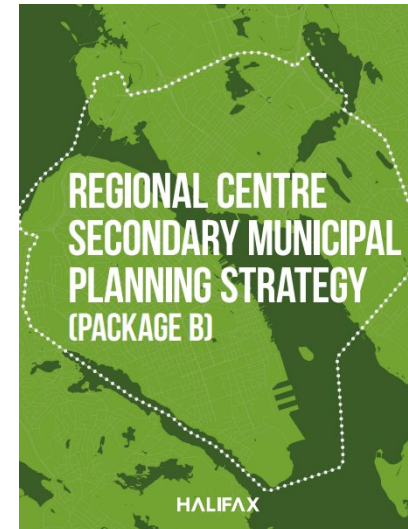 REGIONAL CENTRE
SECONDARY MUNICIPAL
PLANNING STRATEGY
(PACKAGE B)
HALIFAX